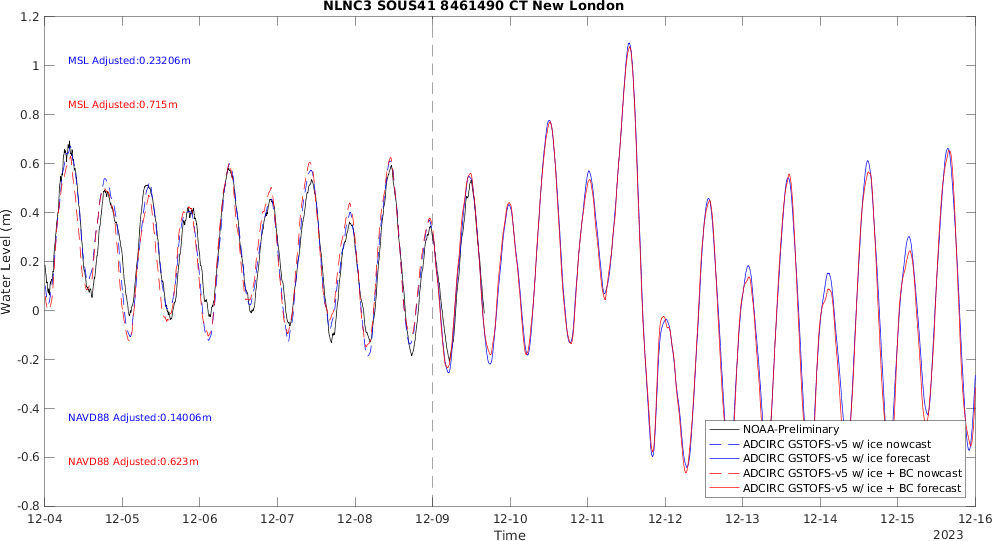 NLNC3 SOUS41 8461490 CT New London
1.2
1
0.8
0.6
0.4
0.2
0
-0.2
-0.4
-0.6
-0.8
Water Level (m)
MSL Adjusted:0.23206m
MSL Adjusted:0.715m
NAVD88 Adjusted:0.14006m
NAVD88 Adjusted:0.623m
NOAA-Preliminary
ADCIRC GSTOFS-v5 w/ ice nowcast
ADCIRC GSTOFS-v5 w/ ice forecast
ADCIRC GSTOFS-v5 w/ ice + BC nowcast
ADCIRC GSTOFS-v5 w/ ice + BC forecast
12-04 12-05 12-06 12-07 12-08 12-09 12-10 12-11 12-12 12-13 12-14 12-15 12-16
Time
2023